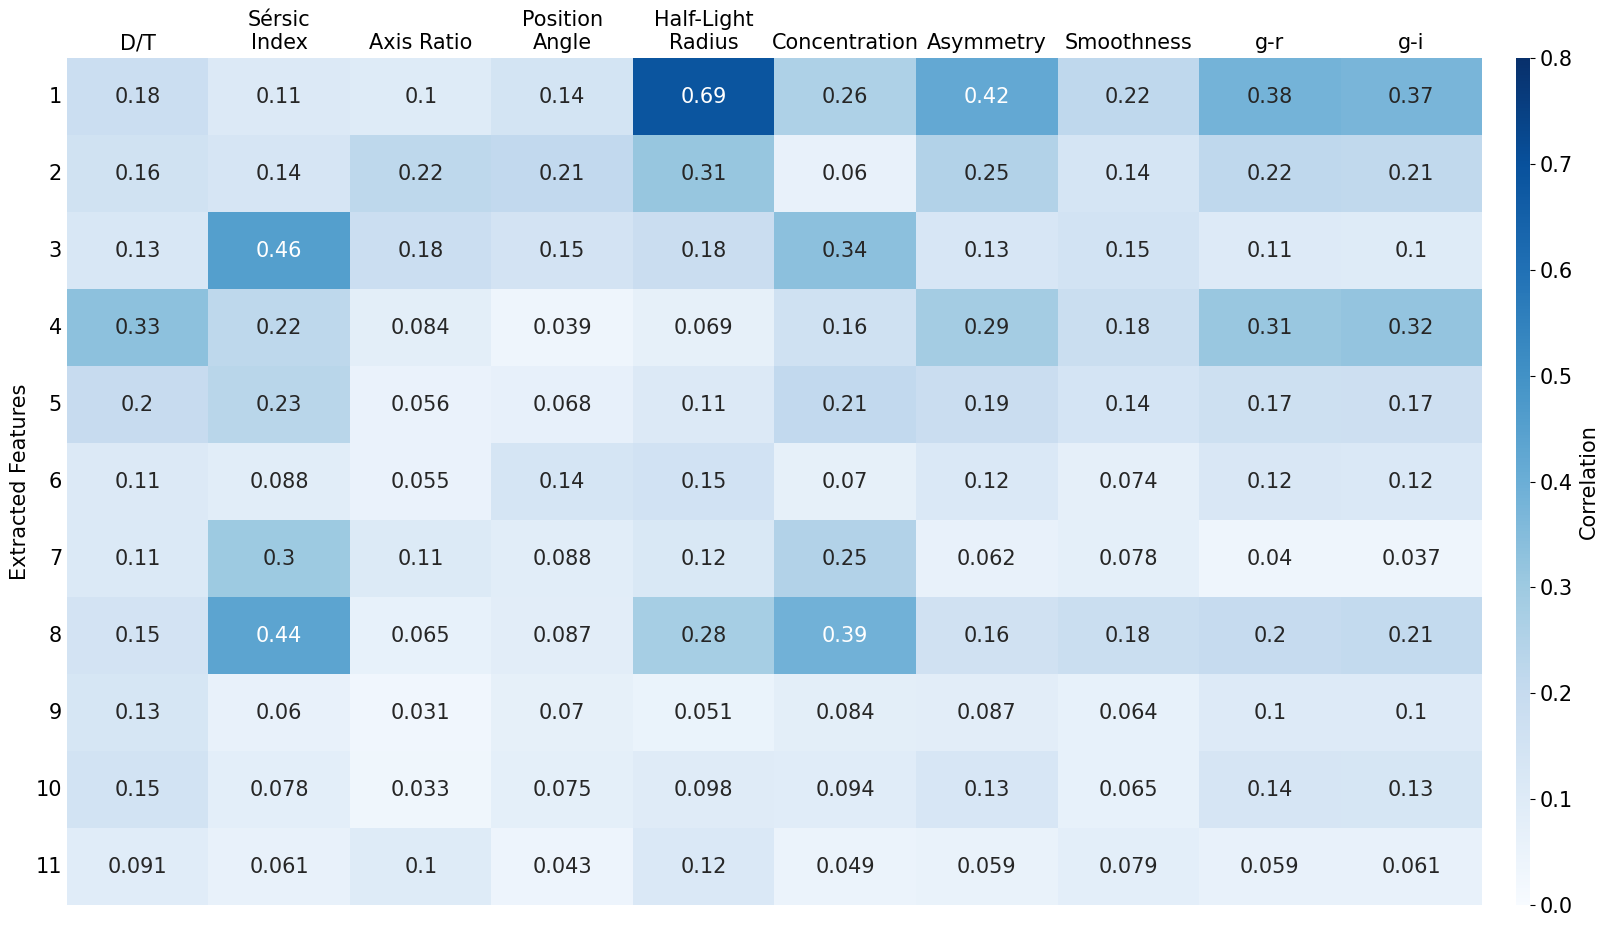 Sérsic Position Half-Light
D/T Index Axis Ratio Angle Radius Concentration Asymmetry Smoothness g-r g-i
1 0.18 0.11 0.1 0.14 0.69 0.26 0.42 0.22 0.38 0.37
2 0.16 0.14 0.22 0.21 0.31 0.06 0.25 0.14 0.22 0.21
3 0.13 0.46 0.18 0.15 0.18 0.34 0.13 0.15 0.11 0.1
4 0.33 0.22 0.084 0.039 0.069 0.16 0.29 0.18 0.31 0.32
5 0.2 0.23 0.056 0.068 0.11 0.21 0.19 0.14 0.17 0.17
6 0.11 0.088 0.055 0.14 0.15 0.07 0.12 0.074 0.12 0.12
7 0.11 0.3 0.11 0.088 0.12 0.25 0.062 0.078 0.04 0.037
8 0.15 0.44 0.065 0.087 0.28 0.39 0.16 0.18 0.2 0.21
9 0.13 0.06 0.031 0.07 0.051 0.084 0.087 0.064 0.1 0.1
10 0.15 0.078 0.033 0.075 0.098 0.094 0.13 0.065 0.14 0.13
11 0.091 0.061 0.1 0.043 0.12 0.049 0.059 0.079 0.059 0.061
Extracted Features
0.8
0.7
0.6
0.5
0.4
0.3
0.2
0.1
0.0
Correlation